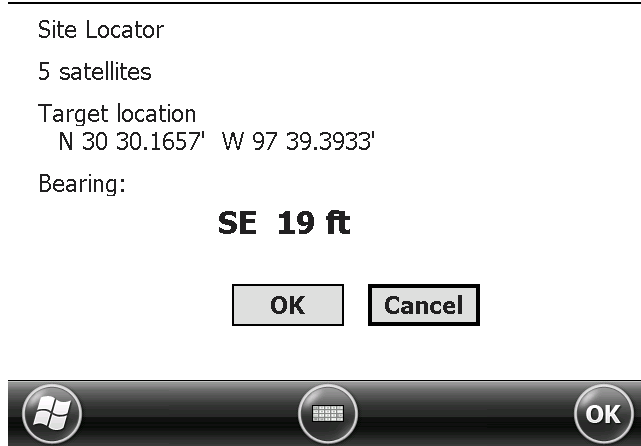 Site Locator
5 satellites
Target location
N 30 30.1657'  W 97 39.3933'
Bearing:
SE  19 ft
OK  Cancel
OK